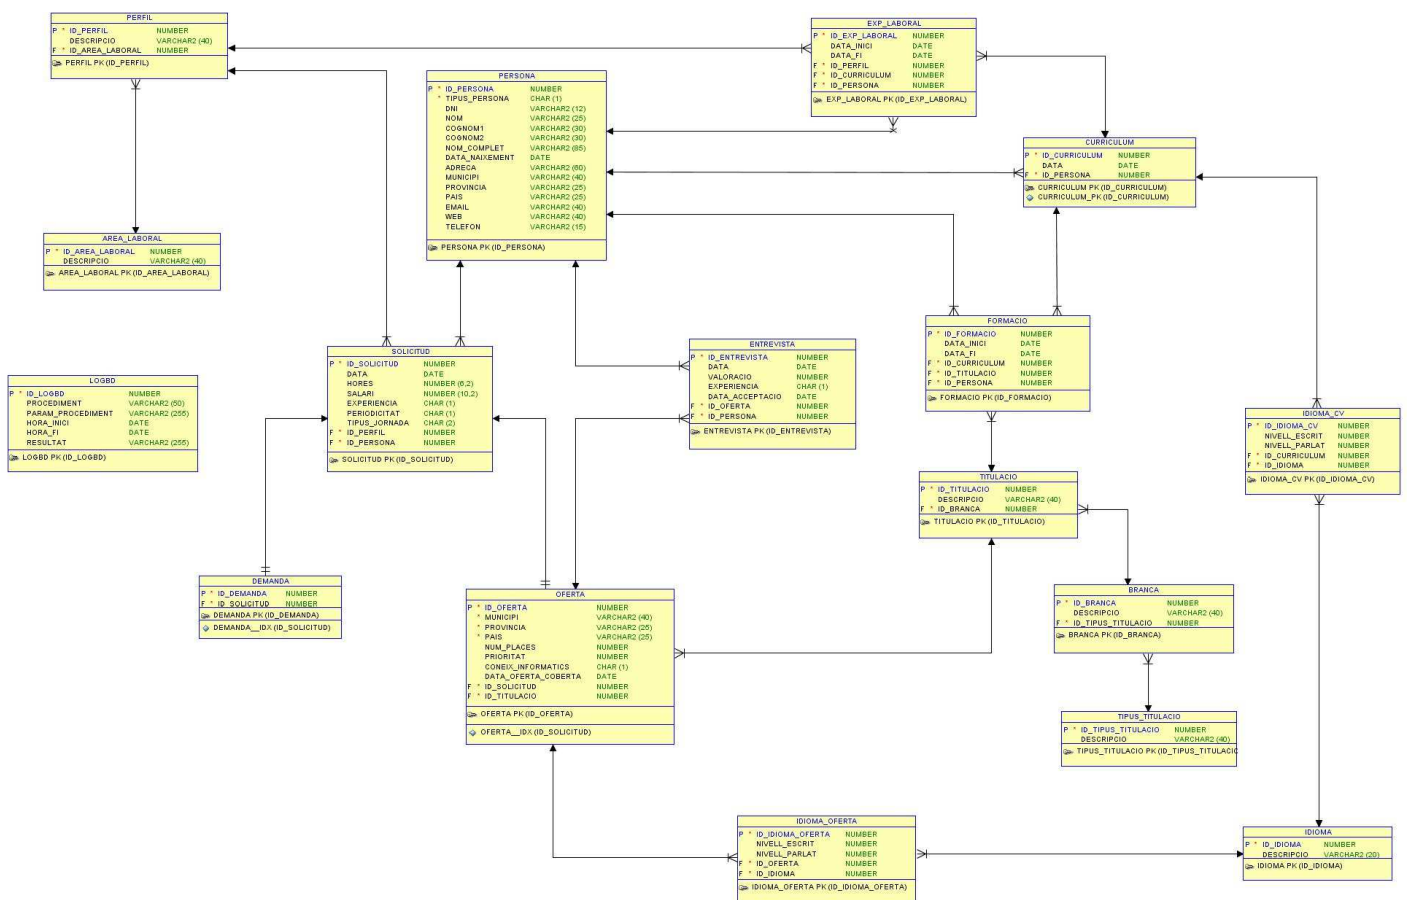 PERFIL
P * ID_PERFIL NUMBER
DESCRIPCIO VARCHAR2 (40)
F * ID_AREA_LABORAL NUMBER
PERFIL PK (ID_PERFIL)
EXP_LABORAL
P * ID_EXP_LABORAL NUMBER
DATA_INICI DATE
DATA_FI DATE
F * ID_PERFIL NUMBER
F * ID_CURRICULUM NUMBER
F * ID_PERSONA NUMBER
EXP_LABORAL PK (ID_EXP_LABORAL)
PERSONA
P * ID_PERSONA NUMBER
* TIPUS_PERSONA CHAR (1)
DNI VARCHAR2 (12)
NOM VARCHAR2 (25)
COGNOM1 VARCHAR2 (30)
COGNOM2 VARCHAR2 (30)
NOM_COMPLET VARCHAR2 (85)
DATA_NAIXEMENT DATE
ADRECA VARCHAR2 (60)
MUNICIPI VARCHAR2 (40)
PROVINCIA VARCHAR2 (25)
PAIS VARCHAR2 (25)
EMAIL VARCHAR2 (40)
WEB VARCHAR2 (40)
TELEFON VARCHAR2 (15)
PERSONA PK (ID_PERSONA)
CURRICULUM
P * ID_CURRICULUM NUMBER
DATA DATE
F * ID_PERSONA NUMBER
CURRICULUM PK (ID_CURRICULUM)
CURRICULUM_PK (ID_CURRICULUM)
AREA_LABORAL
P * ID_AREA_LABORAL NUMBER
DESCRIPCIO VARCHAR2 (40)
AREA_LABORAL PK (ID_AREA_LABORAL)
FORMACIO
P * ID_FORMACIO NUMBER
DATA_INICI DATE
DATA_FI DATE
F * ID_CURRICULUM NUMBER
F * ID_TITULACIO NUMBER
F * ID_PERSONA NUMBER
FORMACIO PK (ID_FORMACIO)
ENTREVISTA
P * ID_ENTREVISTA NUMBER
DATA DATE
VALORACIO NUMBER
EXPERIENCIA CHAR (1)
DATA_ACCEPTACIO DATE
F * ID_OFERTA NUMBER
F * ID_PERSONA NUMBER
ENTREVISTA PK (ID_ENTREVISTA)
SOLICITUD
P * ID_SOLICITUD NUMBER
DATA DATE
HORES NUMBER (6,2)
SALARI NUMBER (10,2)
EXPERIENCIA CHAR (1)
PERIODICITAT CHAR (1)
TIPUS_JORNADA CHAR (2)
F * ID_PERFIL NUMBER
F * ID_PERSONA NUMBER
SOLICITUD PK (ID_SOLICITUD)
LOGBD
P * ID_LOGBD NUMBER
PROCEDIMENT VARCHAR2 (50)
PARAM_PROCEDIMENT VARCHAR2 (255)
HORA_INICI DATE
HORA_FI DATE
RESULTAT VARCHAR2 (255)
LOGBD PK (ID_LOGBD)
IDIOMA_CV
P * ID_IDIOMA_CV NUMBER
NIVELL_ESCRIT NUMBER
NIVELL_PARLAT NUMBER
F * ID_CURRICULUM NUMBER
F * ID_IDIOMA NUMBER
IDIOMA_CV PK (ID_IDIOMA_CV)
TITULACIO
P * ID_TITULACIO NUMBER
DESCRIPCIO VARCHAR2 (40)
F * ID_BRANCA NUMBER
TITULACIO PK (ID_TITULACIO)
DEMANDA
P * ID_DEMANDA NUMBER
F * ID_SOLICITUD NUMBER
DEMANDA PK (ID_DEMANDA)
DEMANDA__IDX (ID_SOLICITUD)
OFERTA
P * ID_OFERTA NUMBER
* MUNICIPI VARCHAR2 (40)
* PROVINCIA VARCHAR2 (25)
* PAIS VARCHAR2 (25)
NUM_PLACES NUMBER
PRIORITAT NUMBER
CONEIX_INFORMATICS CHAR (1)
DATA_OFERTA_COBERTA DATE
F * ID_SOLICITUD NUMBER
F * ID_TITULACIO NUMBER
OFERTA PK (ID_OFERTA)
OFERTA__IDX (ID_SOLICITUD)
BRANCA
P * ID_BRANCA NUMBER
DESCRIPCIO VARCHAR2 (40)
F * ID_TIPUS_TITULACIO NUMBER
BRANCA PK (ID_BRANCA)
TIPUS_TITULACIO
P * ID_TIPUS_TITULACIO NUMBER
DESCRIPCIO VARCHAR2 (40)
TIPUS_TITULACIO PK (ID_TIPUS_TITULACIO
IDIOMA_OFERTA
P * ID_IDIOMA_OFERTA NUMBER
NIVELL_ESCRIT NUMBER
NIVELL_PARLAT NUMBER
F * ID_OFERTA NUMBER
F * ID_IDIOMA NUMBER
IDIOMA_OFERTA PK (ID_IDIOMA_OFERTA)
IDIOMA
P * ID_IDIOMA NUMBER
DESCRIPCIO VARCHAR2 (20)
IDIOMA PK (ID_IDIOMA)